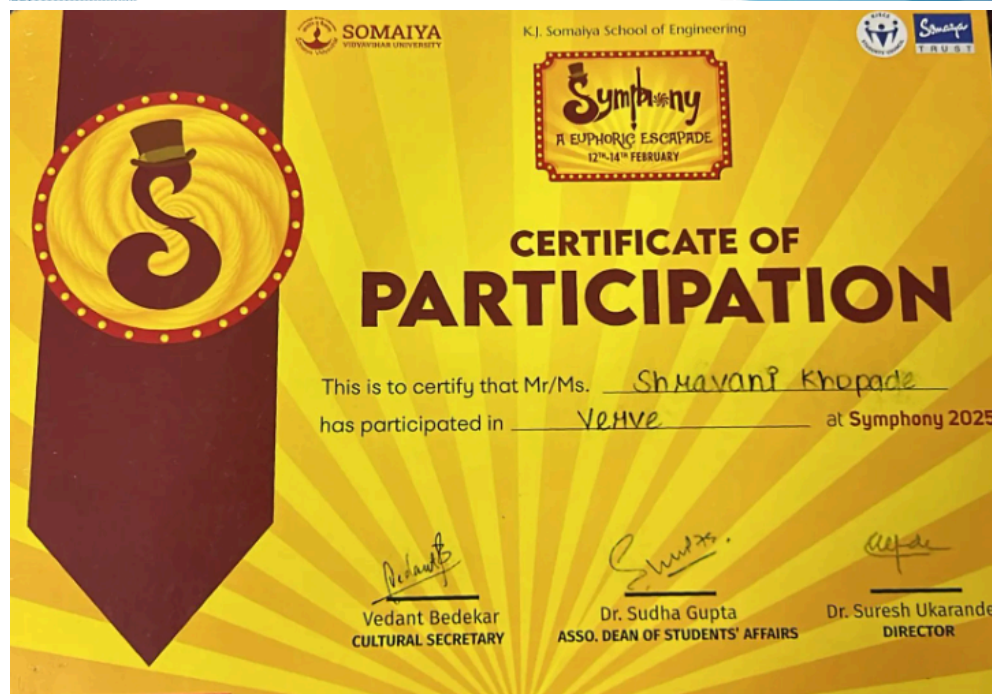 SOMAIYA
VIDYAVIHAR UNIVERSITY
K.J. Somaiya School of Engineering
Somaiya
TRUST
Symphony
A EUPHORIC ESCAPADE
12TH-14TH FEBRUARY
S
CERTIFICATE OF
PARTICIPATION
This is to certify that Mr/Ms. Shravani Khopade
has participated in Verve at Symphony 2025
Vedant Bedekar
CULTURAL SECRETARY
Dr. Sudha Gupta
ASSO. DEAN OF STUDENTS' AFFAIRS
Dr. Suresh Ukarande
DIRECTOR